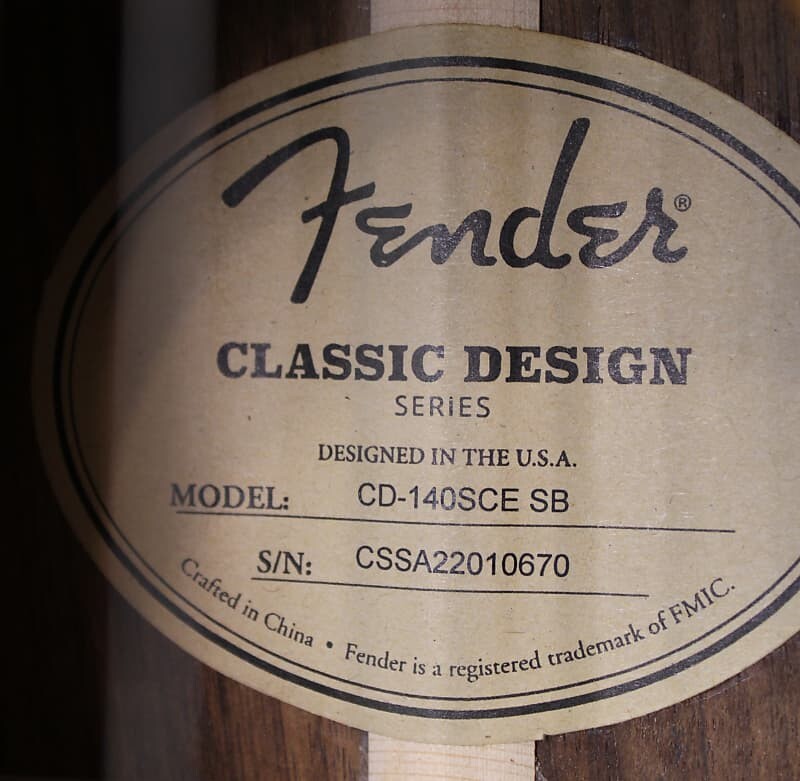 Fender®
CLASSIC DESIGN
SERiES
DESIGNED IN THE U.S.A.
MODEL: CD-140SCE SB
S/N: CSSA22010670
Crafted in China • Fender is a registered trademark of FMIC.